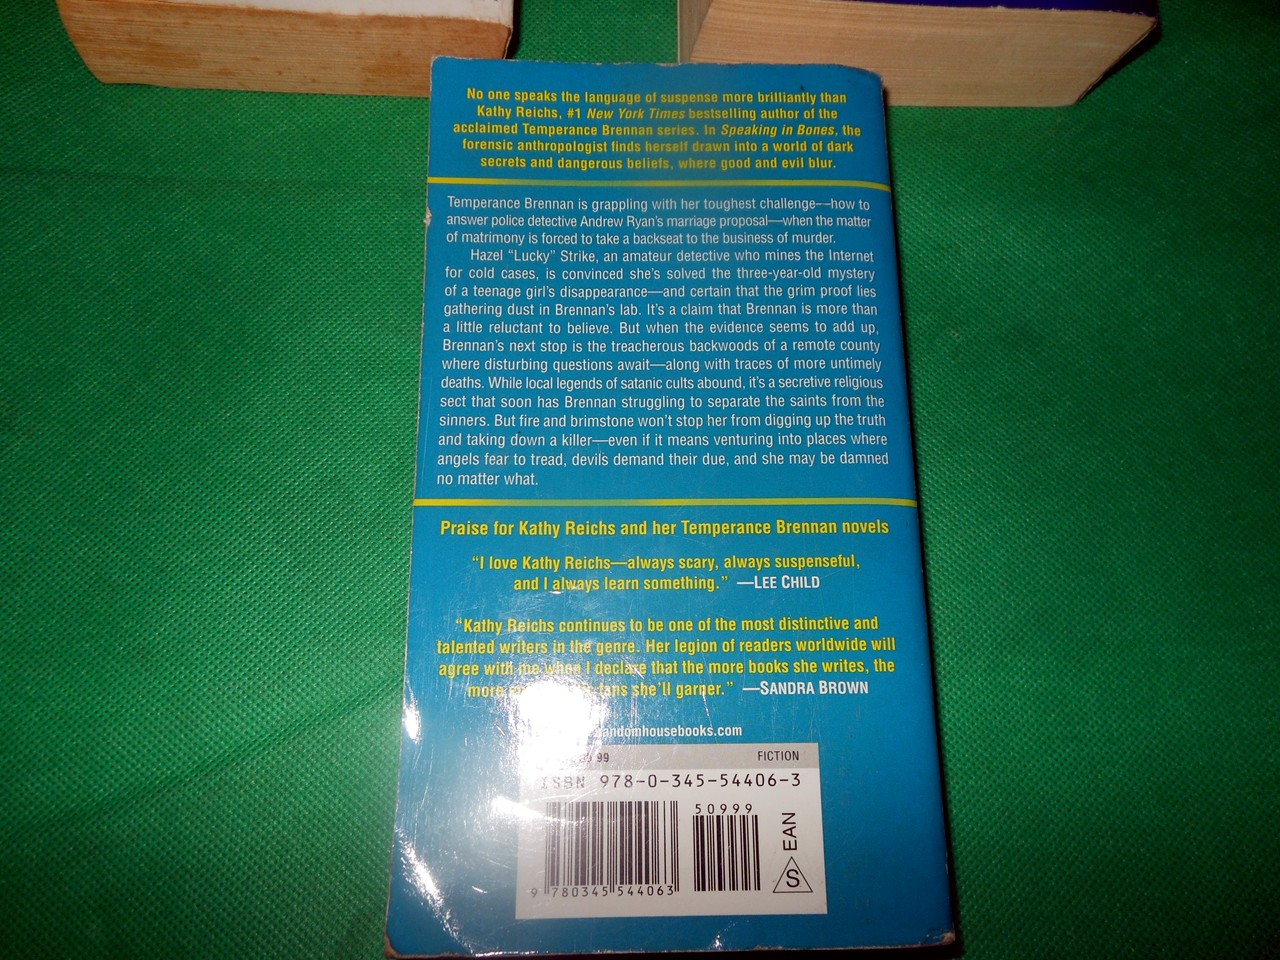 No one speaks the language of suspense more brilliantly than
Kathy Reichs, #1 New York Times bestselling author of the
acclaimed Temperance Brennan series. In Speaking in Bones, the
forensic anthropologist finds herself drawn into a world of dark
secrets and dangerous beliefs, where good and evil blur.
Temperance Brennan is grappling with her toughest challenge—how to
answer police detective Andrew Ryan's marriage proposal—when the matter
of matrimony is forced to take a backseat to the business of murder.
Hazel "Lucky" Strike, an amateur detective who mines the Internet
for cold cases, is convinced she's solved the three-year-old mystery
of a teenage girl's disappearance—and certain that the grim proof lies
gathering dust in Brennan's lab. It's a claim that Brennan is more than
a little reluctant to believe. But when the evidence seems to add up,
Brennan's next stop is the treacherous backwoods of a remote county
where disturbing questions await—along with traces of more untimely
deaths. While local legends of satanic cults abound, it's a secretive religious
sect that soon has Brennan struggling to separate the saints from the
sinners. But fire and brimstone won't stop her from digging up the truth
and taking down a killer—even if it means venturing into places where
angels fear to tread, devils demand their due, and she may be damned
no matter what.
Praise for Kathy Reichs and her Temperance Brennan novels
"I love Kathy Reichs—always scary, always suspenseful,
and I always learn something." —LEE CHILD
"Kathy Reichs continues to be one of the most distinctive and
talented writers in the genre. Her legion of readers worldwide will
agree with me when I declare that the more books she writes, the
more fans she'll garner." —SANDRA BROWN
andomhousebooks.com
FICTION
ISBN 978-0-345-54406-3
50999
EAN
S
9 780345 544063